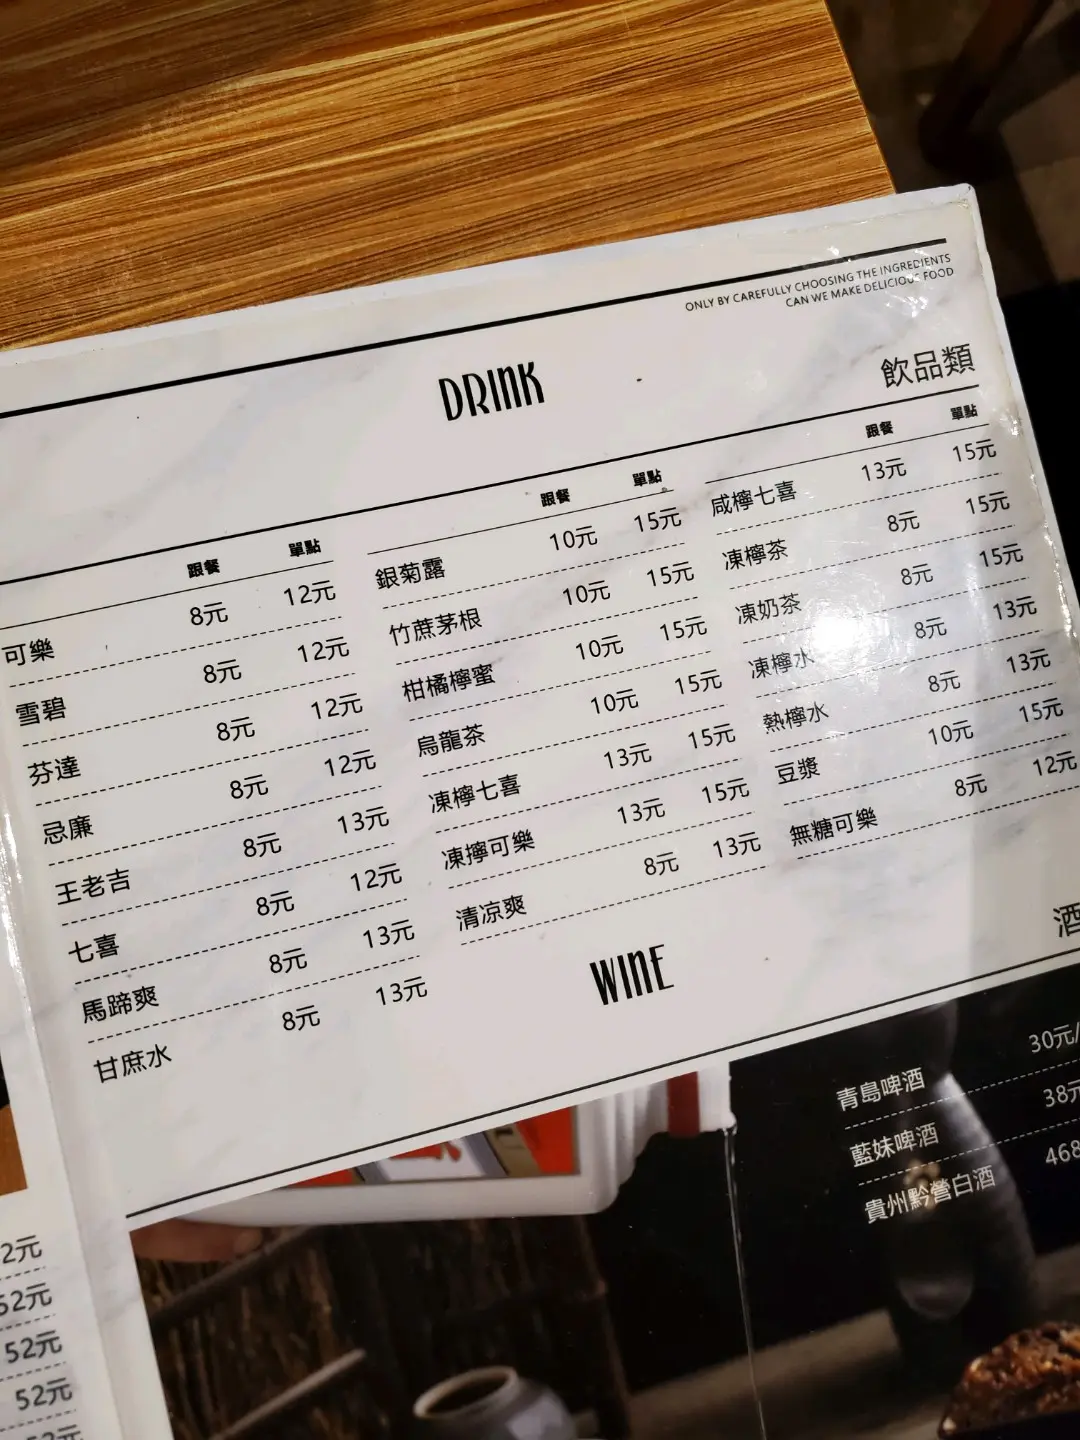 ONLY BY CAREFULLY CHOOSING THE INGREDIENTS
CAN WE MAKE DELICIOUS FOOD
DRINK
飲品類
跟餐 單點
可樂 8元 12元
雪碧 8元 12元
芬達 8元 12元
忌廉 8元 12元
王老吉 8元 13元
七喜 8元 12元
馬蹄爽 8元 13元
甘庶水 8元 13元
跟餐 單點
銀菊露 10元 15元
竹蔗茅根 10元 15元
柑橘檸蜜 10元 15元
烏龍茶 10元 15元
凍檸七喜 13元 15元
凍擰可樂 13元 15元
清凉爽 8元 13元
跟餐 單點
咸檸七喜 13元 15元
凍檸茶 8元 15元
凍奶茶 8元 15元
凍檸水 8元 13元
熱檸水 8元 13元
豆漿 10元 15元
無糖可樂 8元 12元
WINE
酒
青島啤酒 30元/
藍妹啤酒 38元
貴州黔營白酒 468
2元
52元
52元
52元
52元